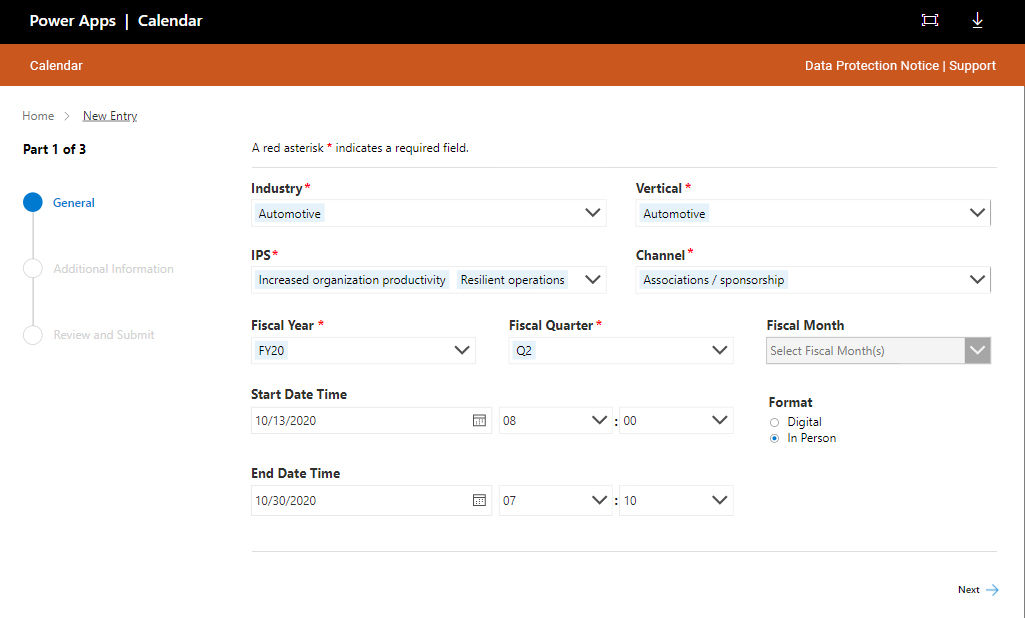 Power Apps | Calendar
Calendar
Data Protection Notice | Support
Home > New Entry
Part 1 of 3
A red asterisk * indicates a required field.
General
Additional Information
Review and Submit
Industry*
Vertical *
Automotive
Automotive
IPS*
Channel*
Increased organization productivity Resilient operations
Associations / sponsorship
Fiscal Year *
Fiscal Quarter*
Fiscal Month
FY20
Q2
Select Fiscal Month(s)
Start Date Time
10/13/2020
08 : 00
Format
Digital
In Person
End Date Time
10/30/2020
07 : 10
Next